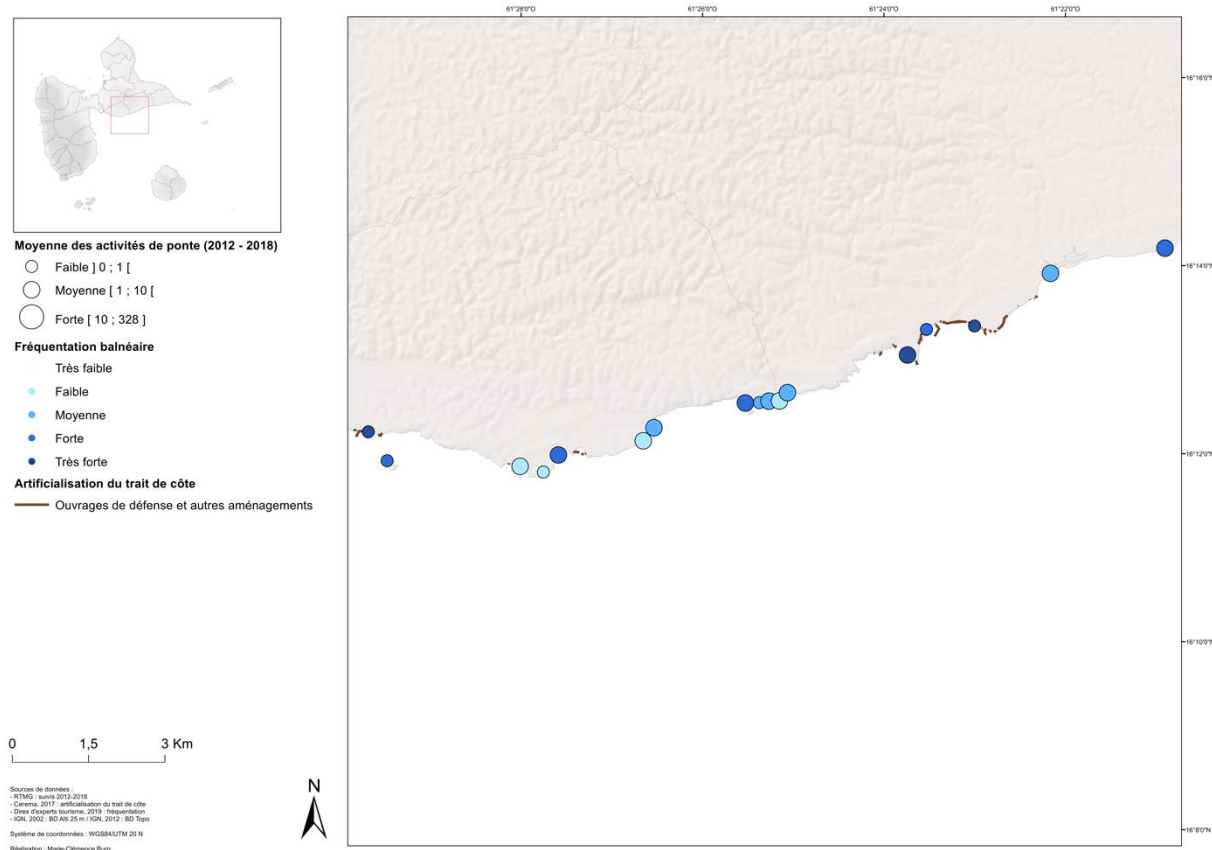 61°28'0"O
61°26'0"O
61°24'0"O
61°22'0"O
16°16'0"N
16°14'0"N
16°12'0"N
16°10'0"N
16°8'0"N
Moyenne des activités de ponte (2012 - 2018)
Faible ] 0 ; 1 [
Moyenne [ 1 ; 10 [
Forte [ 10 ; 328 ]
Fréquentation balnéaire
Très faible
Faible
Moyenne
Forte
Très forte
Artificialisation du trait de côte
Ouvrages de défense et autres aménagements
0 1,5 3 Km
N
Sources de données :
- RTMG : suivis 2012-2018
- Cerema, 2017 : artificialisation du trait de côte
- Dires d'experts tourisme, 2019 : fréquentation
- IGN, 2002 : BD Alti 25 m / IGN, 2012 : BD Topo
Système de coordonnées : WGS84/UTM 20 N
Réalisation : Marie-Clémence Burg